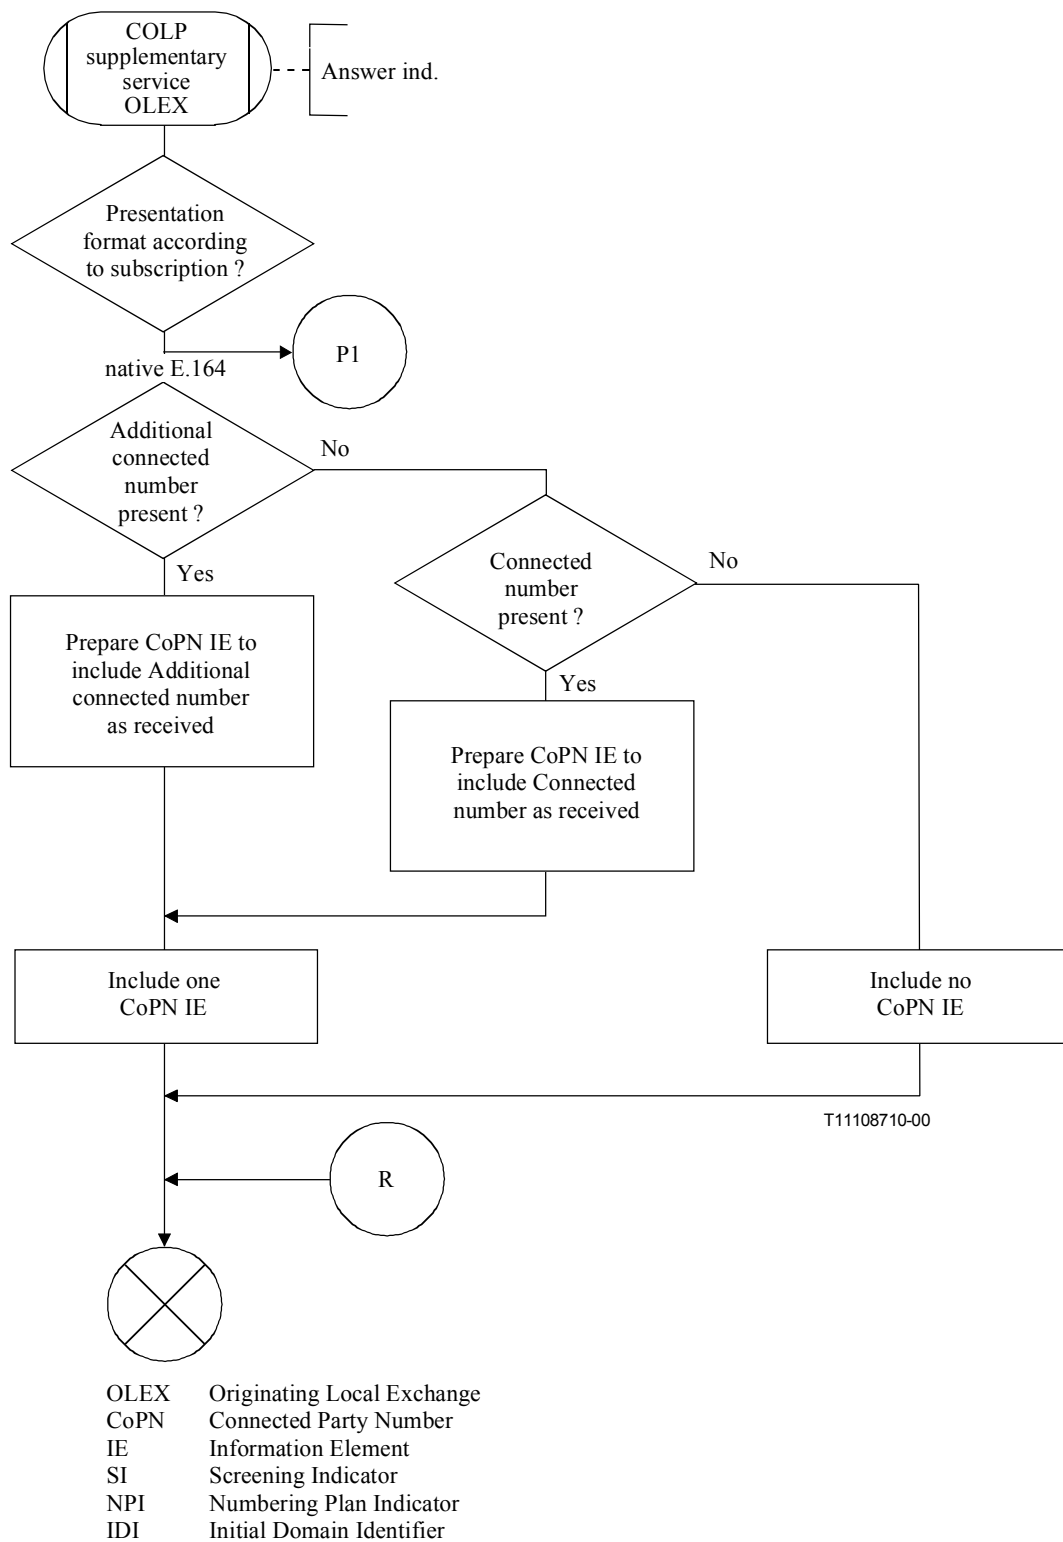 COLP
supplementary
service
OLEX
Answer ind.
Presentation
format according
to subscription ?
P1
native E.164
Additional
connected
number
present ?
No
Connected
number
present ?
No
Yes
Prepare CoPN IE to
include Additional
connected number
as received
Yes
Prepare CoPN IE to
include Connected
number as received
Include one
CoPN IE
Include no
CoPN IE
T11108710-00
R
OLEX Originating Local Exchange
CoPN Connected Party Number
IE Information Element
SI Screening Indicator
NPI Numbering Plan Indicator
IDI Initial Domain Identifier